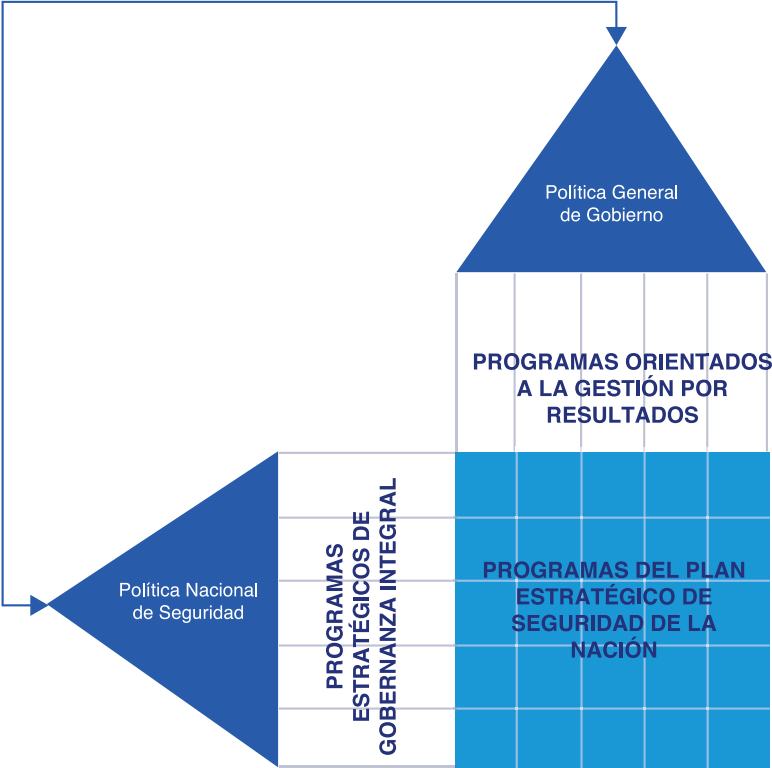 Política General
de Gobierno
PROGRAMAS ORIENTADOS
A LA GESTIÓN POR
RESULTADOS
Política Nacional
de Seguridad
PROGRAMAS
ESTRATÉGICOS DE
GOBERNANZA INTEGRAL
PROGRAMAS DEL PLAN
ESTRATÉGICO DE
SEGURIDAD DE LA
NACIÓN